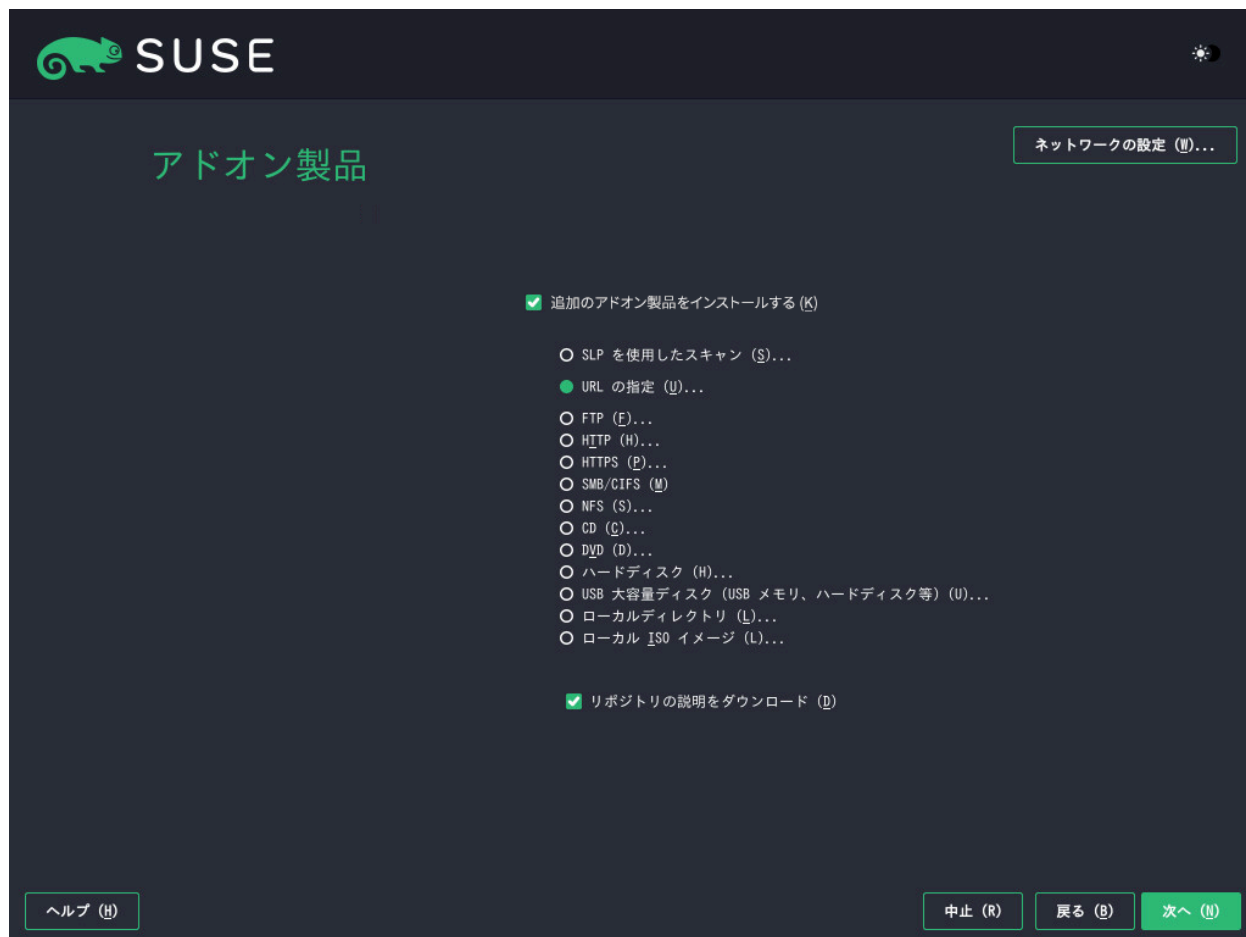 SUSE
ネットワークの設定 (W)...
アドオン製品
追加のアドオン製品をインストールする (K)
SLP を使用したスキャン (S)...
URL の指定 (U)...
FTP (F)...
HTTP (H)...
HTTPS (P)...
SMB/CIFS (M)
NFS (S)...
CD (C)...
DVD (D)...
ハードディスク (H)...
USB 大容量ディスク (USB メモリ、ハードディスク等) (U)...
ローカルディレクトリ (L)...
ローカル ISO イメージ (L)...
リポジトリの説明をダウンロード (D)
ヘルプ (H) 中止 (R) 戻る (B) 次へ (N)